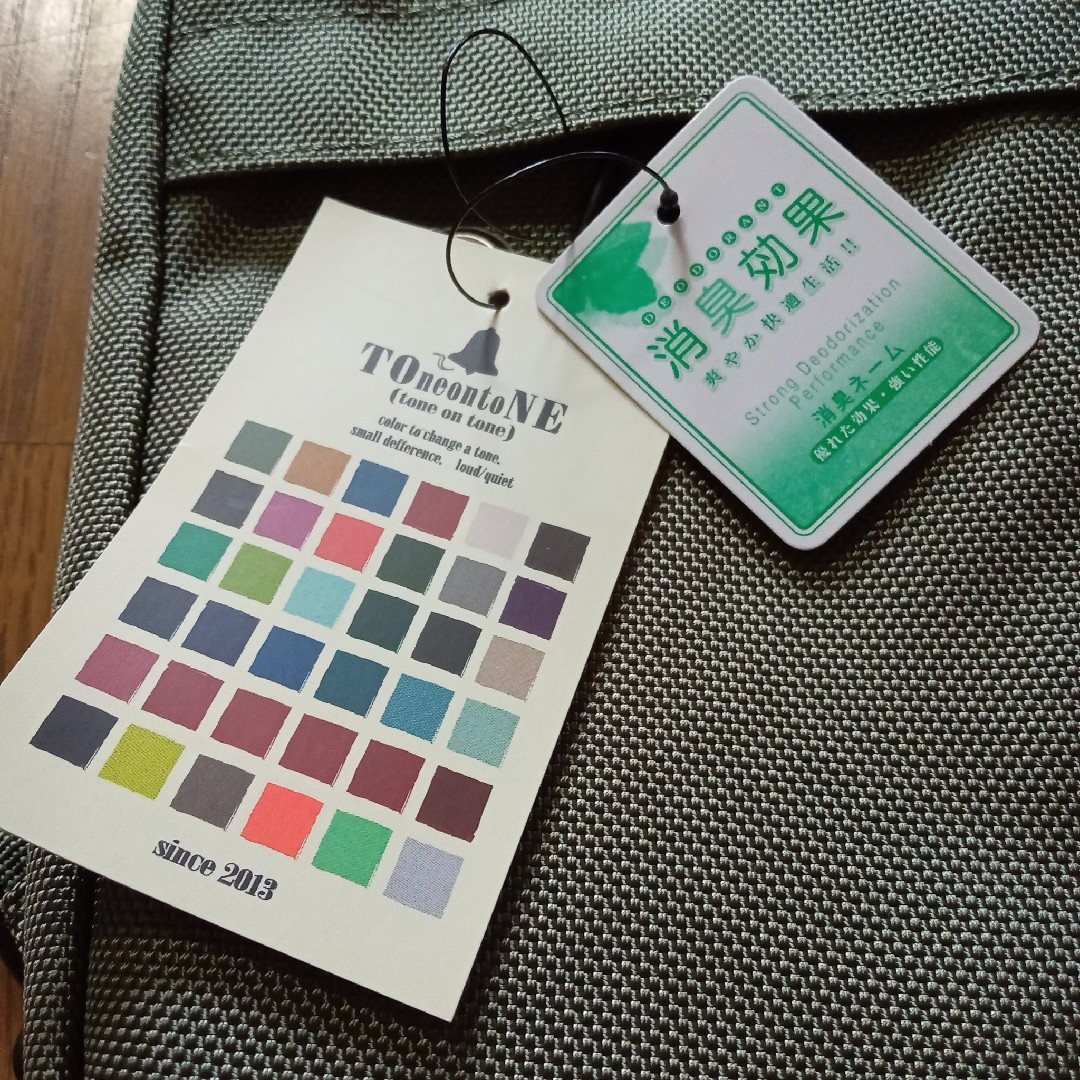 TOneontoNE
(tone on tone)
color to change a tone.
small defference. loud/quiet
since 2013
DEODORANT
消臭効果
爽やか快適生活!!
Strong Deodorization
Performance
消臭ネーム
優れた効果・強い性能